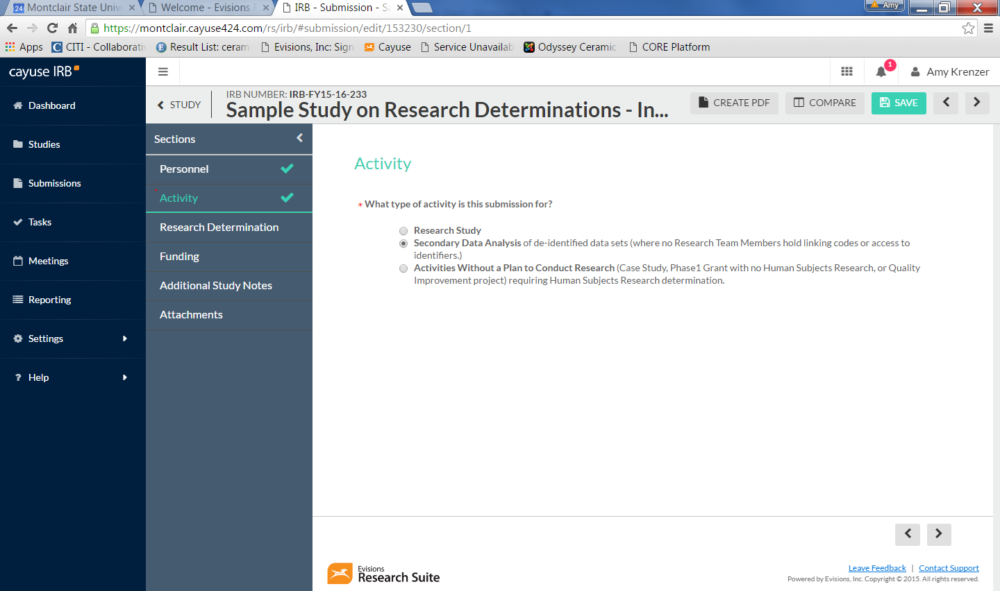 Montclair State Unive
Welcome - Evisions
IRB - Submission - Sa
Amy
https://montclair.cayuse424.com/rs/irb/#submission/edit/153230/section/1
Apps
CITI - Collaborati
Result List: ceram
Evisions, Inc: Sign
Cayuse
Service Unavailab
Odyssey Ceramic
CORE Platform
cayuse IRB
1
Amy Krenzer
Dashboard
Studies
Submissions
Tasks
Meetings
Reporting
Settings
Help
STUDY
IRB NUMBER: IRB-FY15-16-233
Sample Study on Research Determinations - In...
CREATE PDF
COMPARE
SAVE
Sections
Personnel
Activity
Research Determination
Funding
Additional Study Notes
Attachments
Activity
* What type of activity is this submission for?
Research Study
Secondary Data Analysis of de-identified data sets (where no Research Team Members hold linking codes or access to
identifiers.)
Activities Without a Plan to Conduct Research (Case Study, Phase1 Grant with no Human Subjects Research, or Quality
Improvement project) requiring Human Subjects Research determination.
Evisions
Research Suite
Leave Feedback | Contact Support
Powered by Evisions, Inc. Copyright © 2015. All rights reserved.